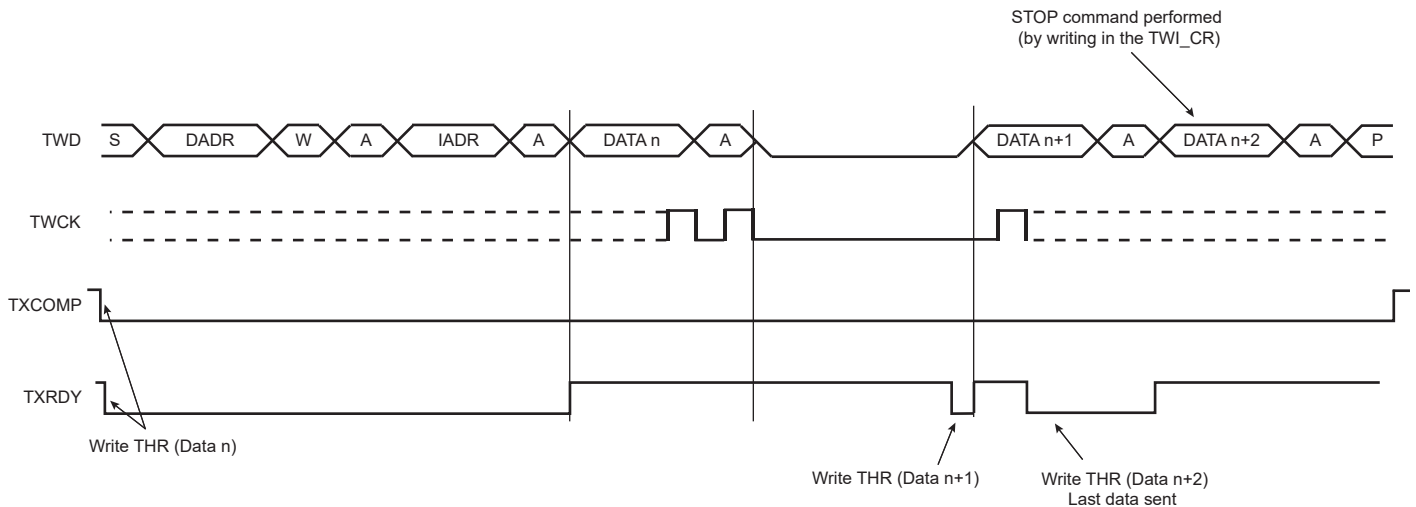 STOP command performed
(by writing in the TWI_CR)
TWD S DADR W A IADR A DATA n A DATA n+1 A DATA n+2 A P
TWCK
TXCOMP
TXRDY
Write THR (Data n)
Write THR (Data n+1)
Write THR (Data n+2)
Last data sent